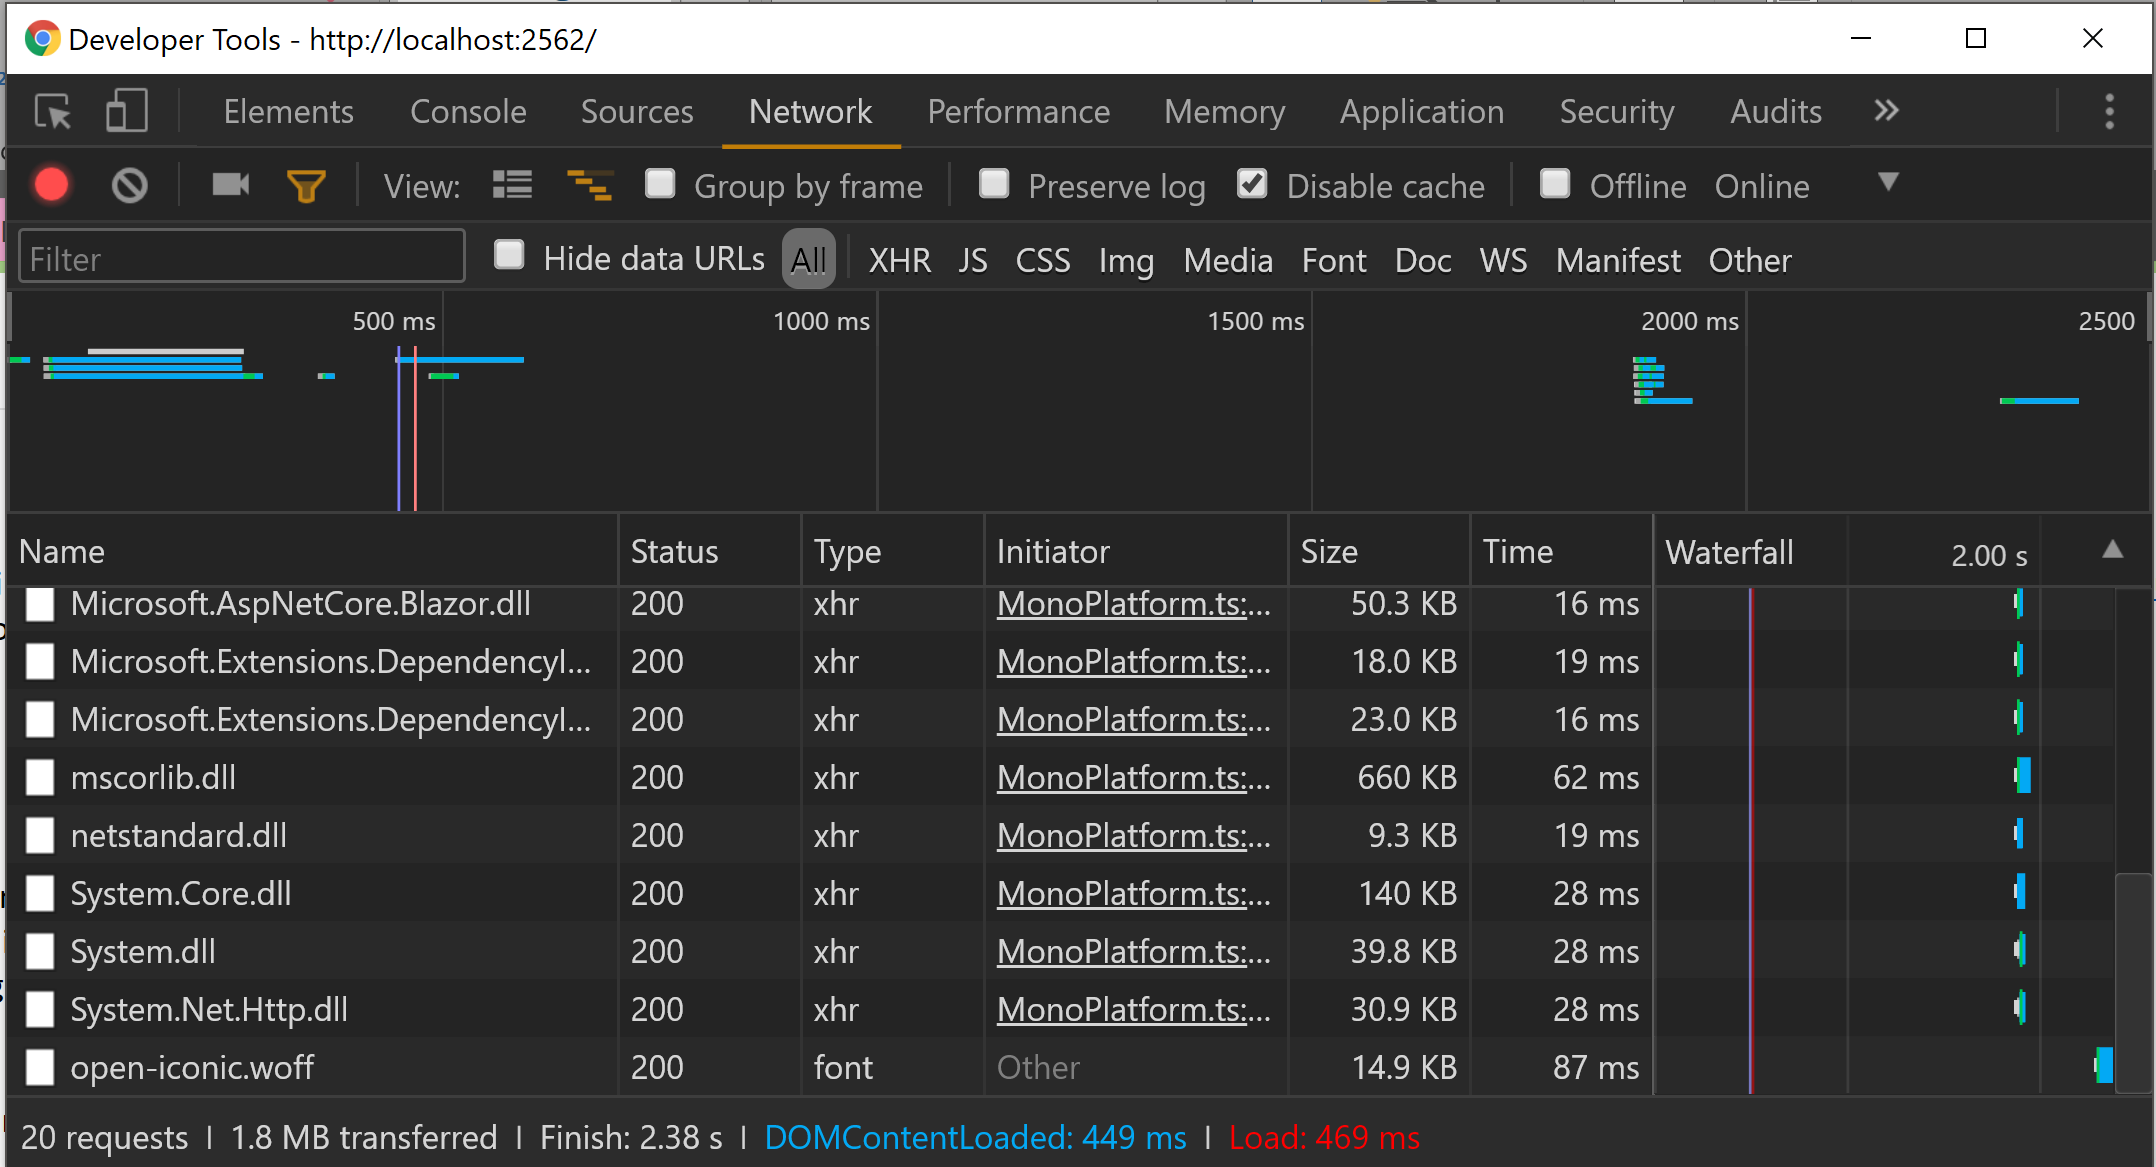 Developer Tools - http://localhost:2562/
Elements Console Sources Network Performance Memory Application Security Audits »
View: Group by frame Preserve log Disable cache Offline Online
Filter Hide data URLs All XHR JS CSS Img Media Font Doc WS Manifest Other
500 ms 1000 ms 1500 ms 2000 ms 2500
Name Status Type Initiator Size Time Waterfall 2.00 s
Microsoft.AspNetCore.Blazor.dll 200 xhr MonoPlatform.ts:... 50.3 KB 16 ms
Microsoft.Extensions.DependencyI... 200 xhr MonoPlatform.ts:... 18.0 KB 19 ms
Microsoft.Extensions.DependencyI... 200 xhr MonoPlatform.ts:... 23.0 KB 16 ms
mscorlib.dll 200 xhr MonoPlatform.ts:... 660 KB 62 ms
netstandard.dll 200 xhr MonoPlatform.ts:... 9.3 KB 19 ms
System.Core.dll 200 xhr MonoPlatform.ts:... 140 KB 28 ms
System.dll 200 xhr MonoPlatform.ts:... 39.8 KB 28 ms
System.Net.Http.dll 200 xhr MonoPlatform.ts:... 30.9 KB 28 ms
open-iconic.woff 200 font Other 14.9 KB 87 ms
20 requests | 1.8 MB transferred | Finish: 2.38 s | DOMContentLoaded: 449 ms | Load: 469 ms